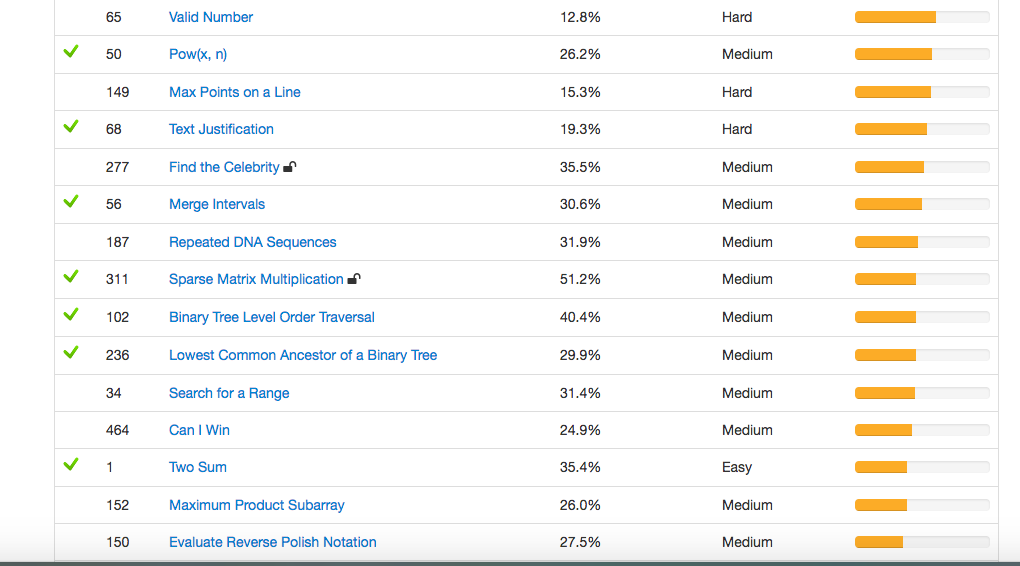 65 Valid Number 12.8% Hard
50 Pow(x, n) 26.2% Medium
149 Max Points on a Line 15.3% Hard
68 Text Justification 19.3% Hard
277 Find the Celebrity 35.5% Medium
56 Merge Intervals 30.6% Medium
187 Repeated DNA Sequences 31.9% Medium
311 Sparse Matrix Multiplication 51.2% Medium
102 Binary Tree Level Order Traversal 40.4% Medium
236 Lowest Common Ancestor of a Binary Tree 29.9% Medium
34 Search for a Range 31.4% Medium
464 Can I Win 24.9% Medium
1 Two Sum 35.4% Easy
152 Maximum Product Subarray 26.0% Medium
150 Evaluate Reverse Polish Notation 27.5% Medium